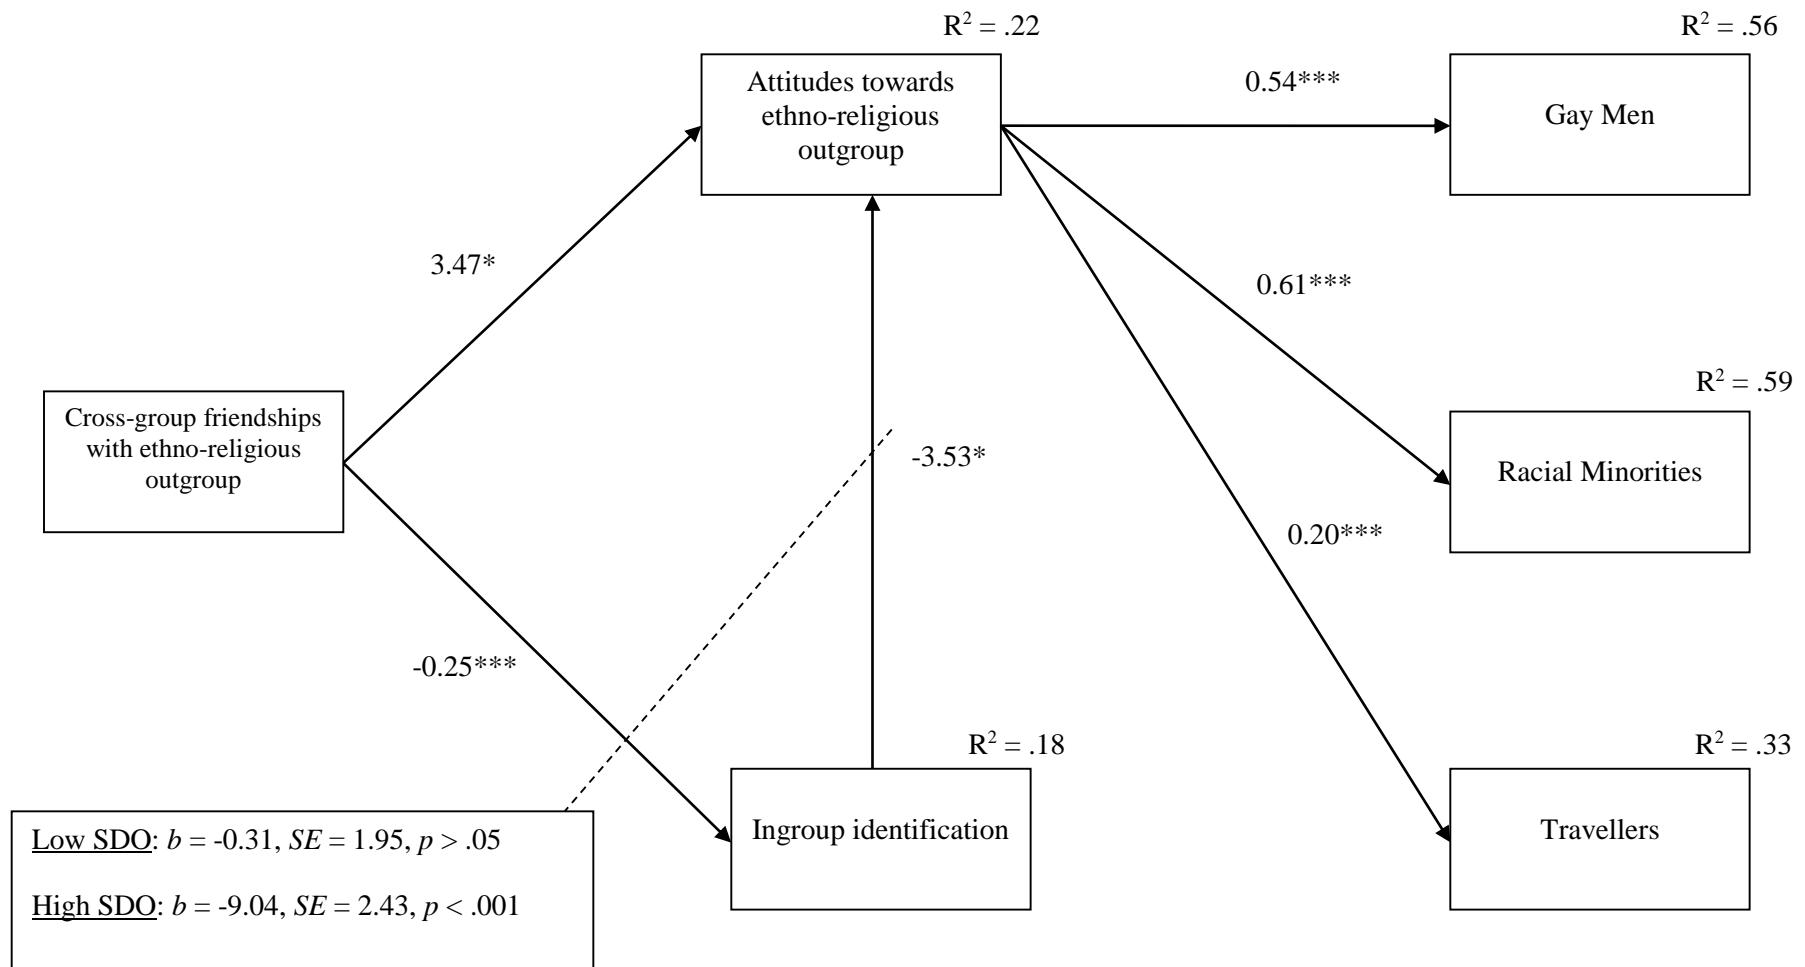 R² = .22
R² = .56
Attitudes towards
ethno-religious
outgroup
0.54***
Gay Men
3.47*
0.61***
R² = .59
Cross-group friendships
with ethno-religious
outgroup
-3.53*
Racial Minorities
0.20***
-0.25***
R² = .18
R² = .33
Ingroup identification
Travellers
Low SDO: b = -0.31, SE = 1.95, p > .05
High SDO: b = -9.04, SE = 2.43, p < .001